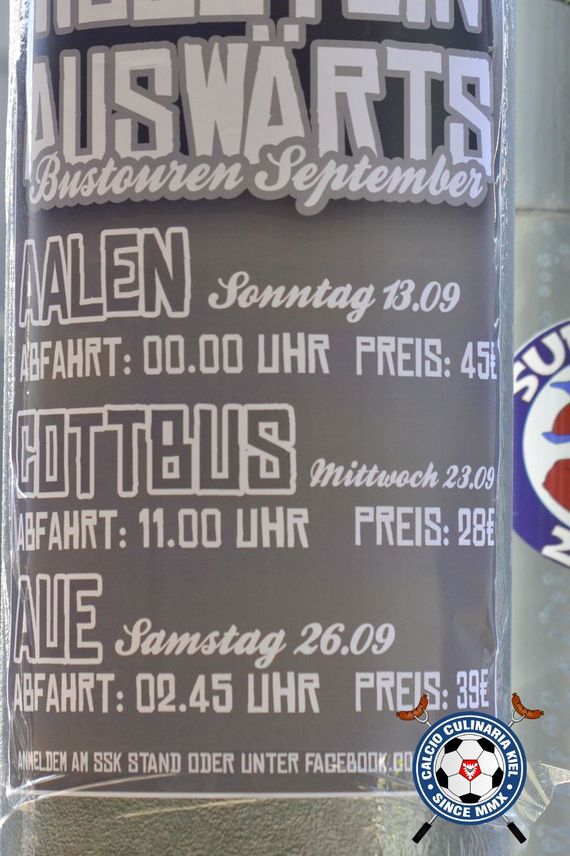 AUSWÄRTS
Bustouren September
AALEN Sonntag 13.09
ABFAHRT: 00.00 UHR PREIS: 45€
COTTBUS Mittwoch 23.09
ABFAHRT: 11.00 UHR PREIS: 28€
AUE Samstag 26.09
ABFAHRT: 02.45 UHR PREIS: 39€
ANMELDEM AM SSK STAND ODER UNTER FACEBOOK.CO
CALCIO CULINARIA KIEL
SINCE MMX
SU